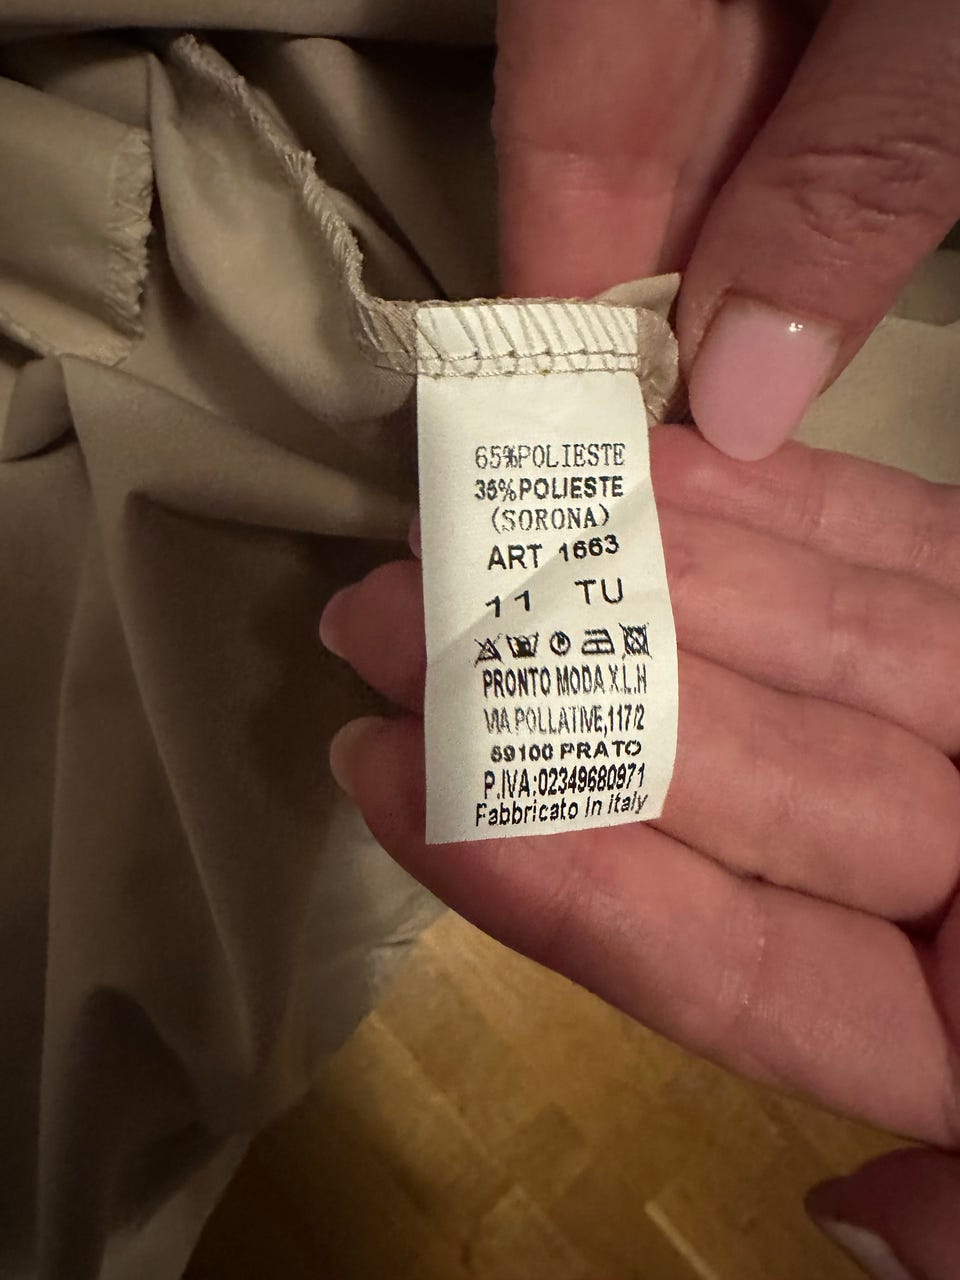 65%POLIESTE
35%POLIESTE
(SORONA)
ART 1663
11 TU
PRONTO MODA X.L.H
VIA POLLATIVE,117/2
59100 PRATO
P.IVA:02349680971
Fabbricato In italy